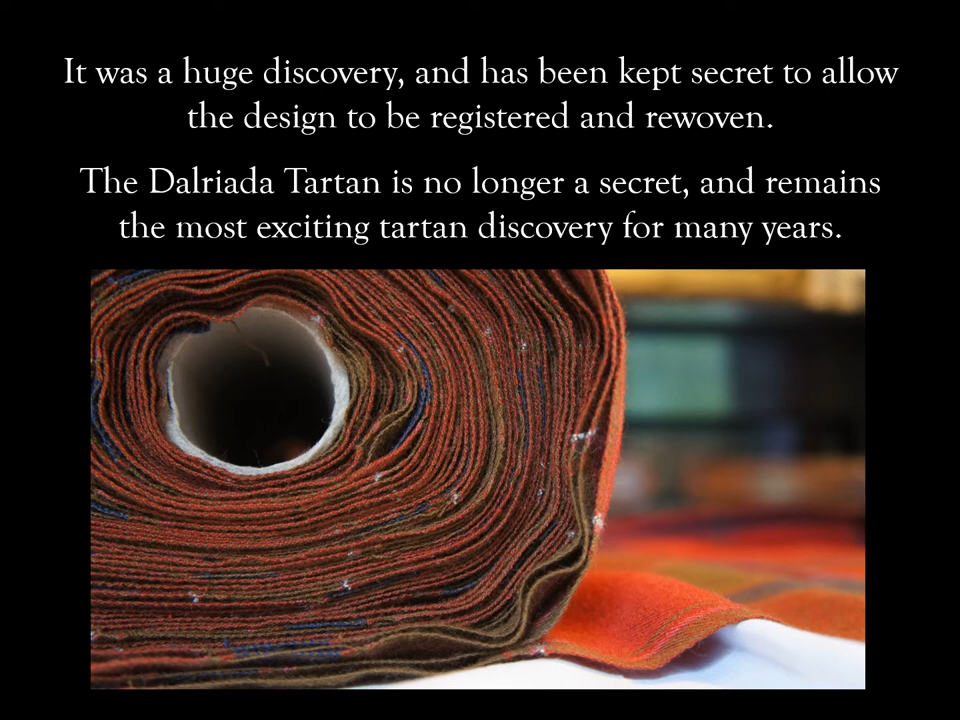 It was a huge discovery, and has been kept secret to allow
the design to be registered and rewoven.
The Dalriada Tartan is no longer a secret, and remains
the most exciting tartan discovery for many years.